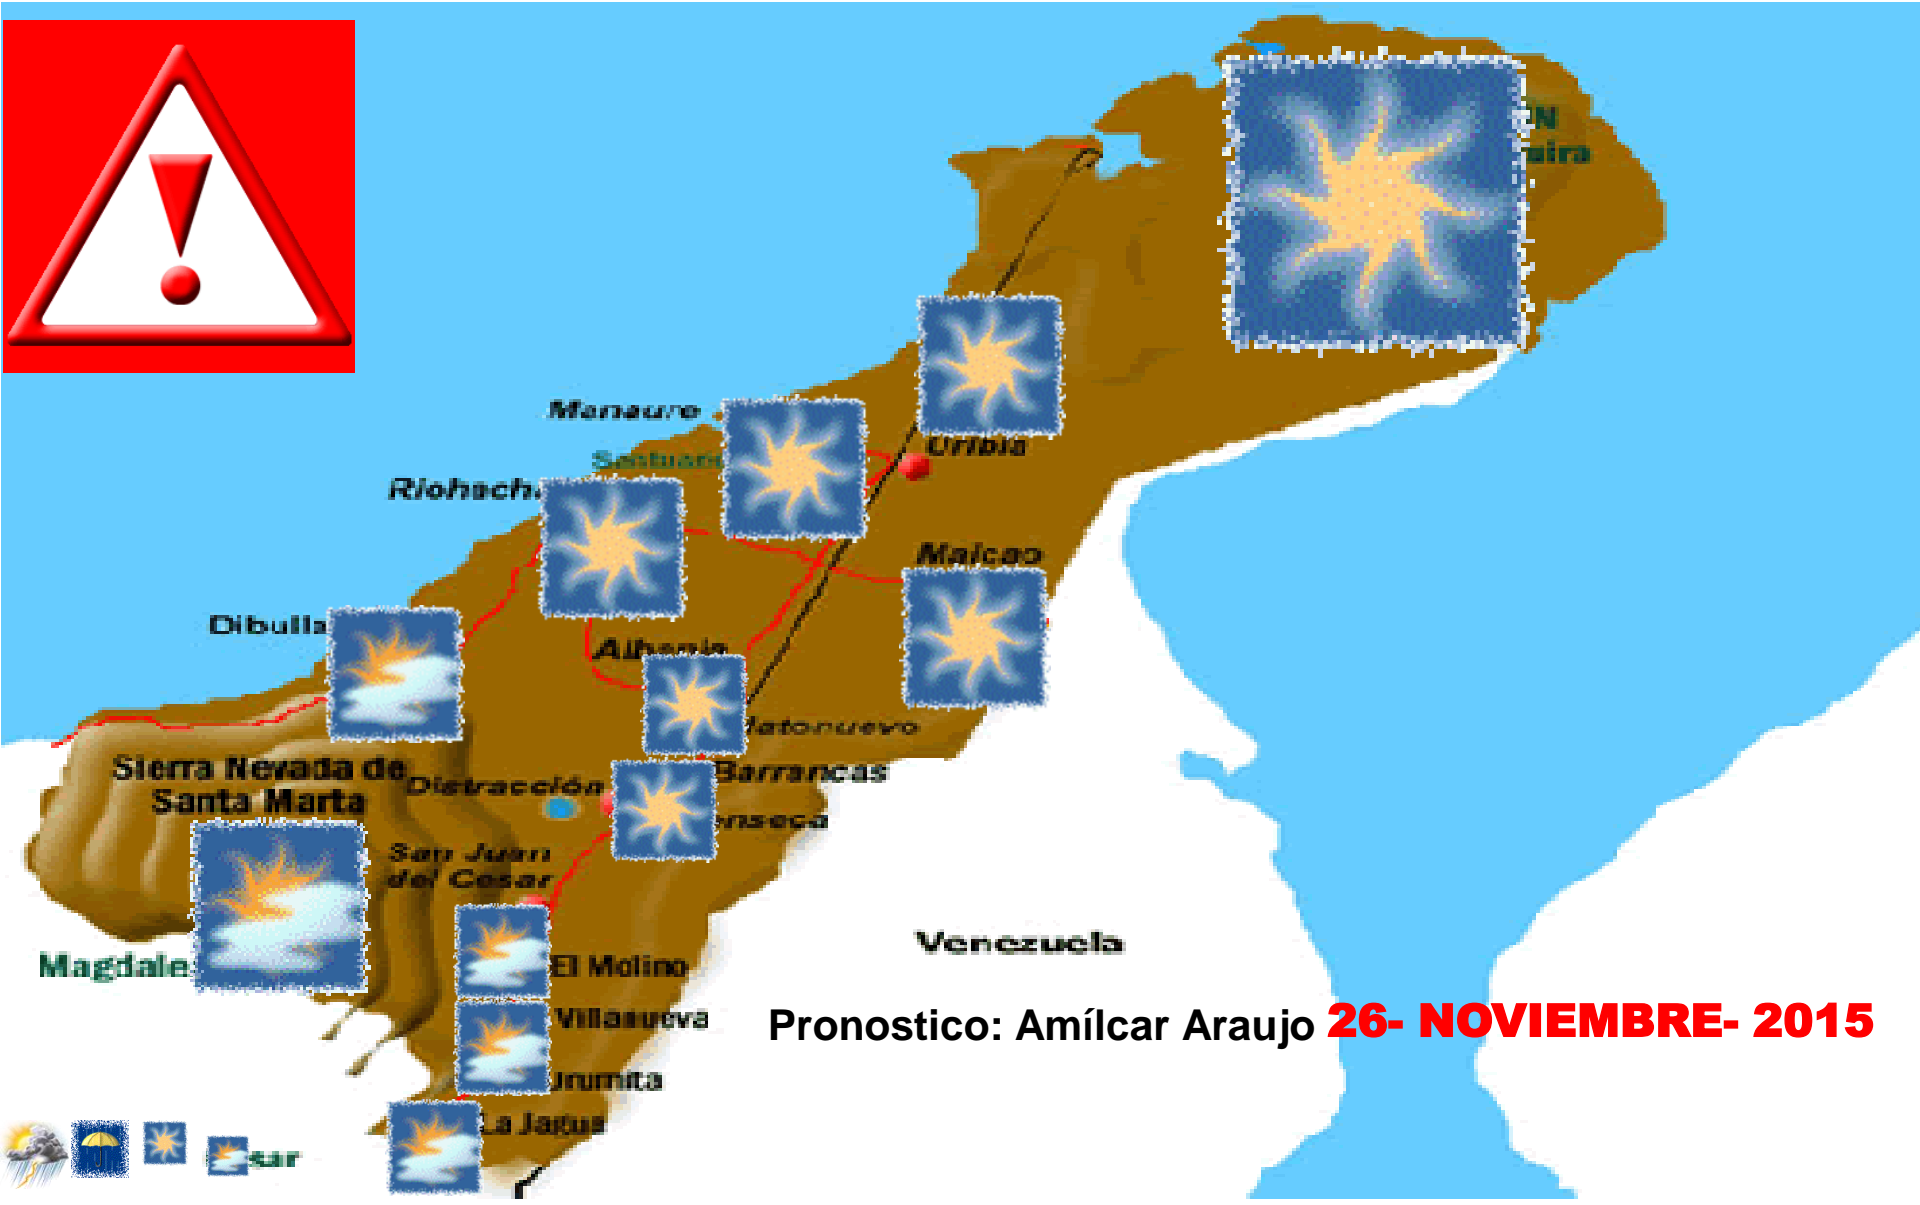 Manaure
Uribia
Maicao
Dibulla
Sierra Nevada de
Santa Marta
Distracción
Barrancas
San Juan
del Cesar
El Molino
Venezuela
Villanueva
Pronostico: Amílcar Araujo 26- NOVIEMBRE- 2015
La Jagua